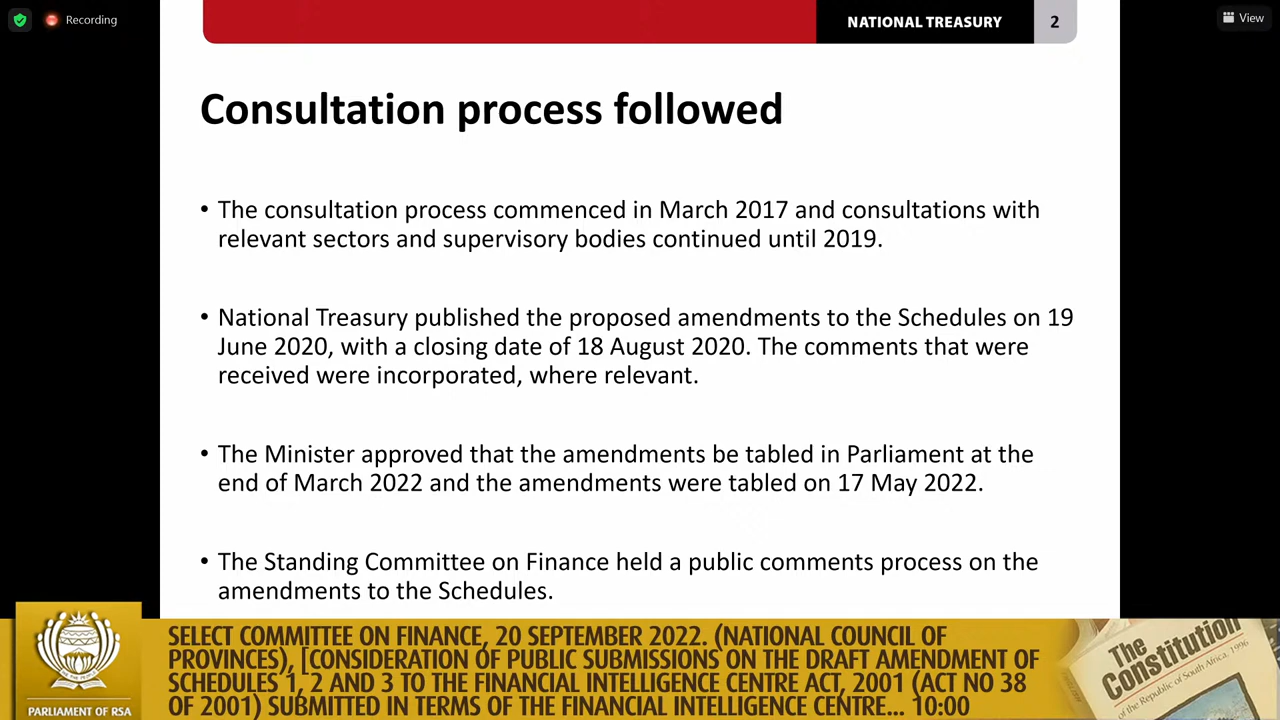 Recording
View
NATIONAL TREASURY 2
Consultation process followed
• The consultation process commenced in March 2017 and consultations with
relevant sectors and supervisory bodies continued until 2019.
• National Treasury published the proposed amendments to the Schedules on 19
June 2020, with a closing date of 18 August 2020. The comments that were
received were incorporated, where relevant.
• The Minister approved that the amendments be tabled in Parliament at the
end of March 2022 and the amendments were tabled on 17 May 2022.
• The Standing Committee on Finance held a public comments process on the
amendments to the Schedules.
SELECT COMMITTEE ON FINANCE, 20 SEPTEMBER 2022. (NATIONAL COUNCIL OF
PROVINCES), [CONSIDERATION OF PUBLIC SUBMISSIONS ON THE DRAFT AMENDMENT OF
SCHEDULES 1, 2 AND 3 TO THE FINANCIAL INTELLIGENCE CENTRE ACT, 2001 (ACT NO 38
OF 2001) SUBMITTED IN TERMS OF THE FINANCIAL INTELLIGENCE CENTRE... 10:00
PARLIAMENT OF RSA
The
Constitution
of the Republic of South Africa, 1996